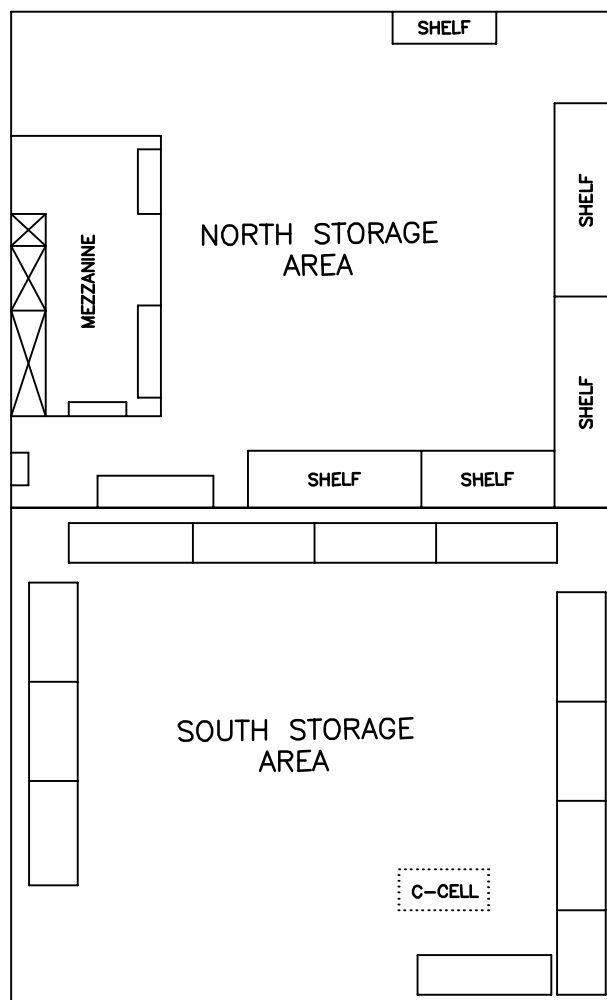 SHELF
SHELF
NORTH STORAGE
AREA
MEZZANINE
SHELF
SHELF
SHELF
SOUTH STORAGE
AREA
C-CELL